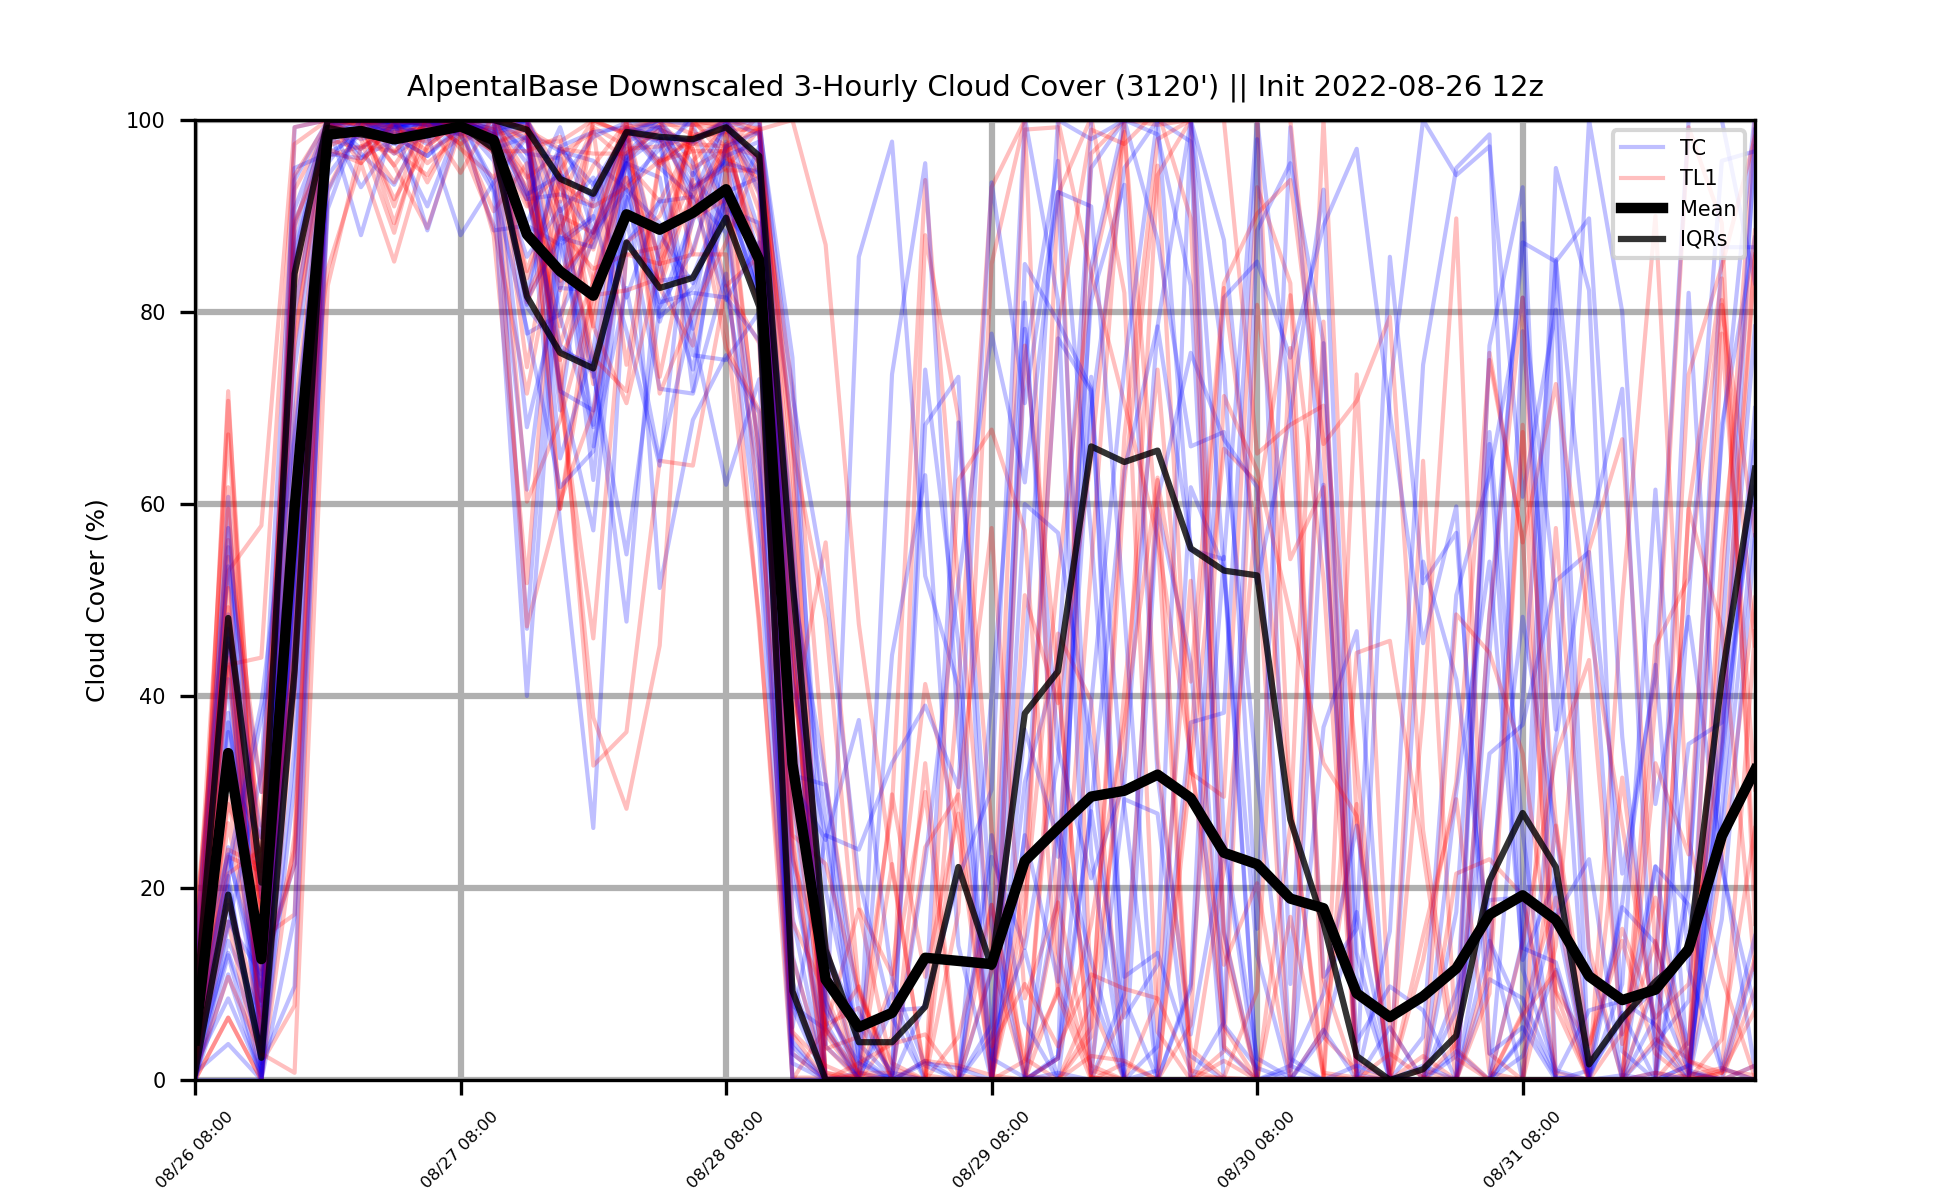 AlpentalBase Downscaled 3-Hourly Cloud Cover (3120') || Init 2022-08-26 12z
TC
TL1
Mean
IQRs
Cloud Cover (%)
100
80
60
40
20
0
08/26 08:00
08/27 08:00
08/28 08:00
08/29 08:00
08/30 08:00
08/31 08:00